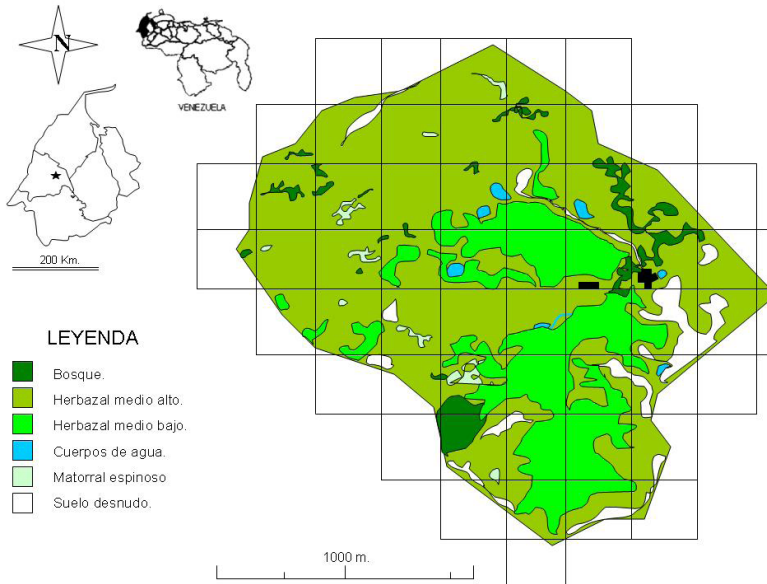 N
VENEZUELA
200 Km.
LEYENDA
Bosque.
Herbazal medio alto.
Herbazal medio bajo.
Cuerpos de agua.
Matorral espinoso
Suelo desnudo.
1000 m.